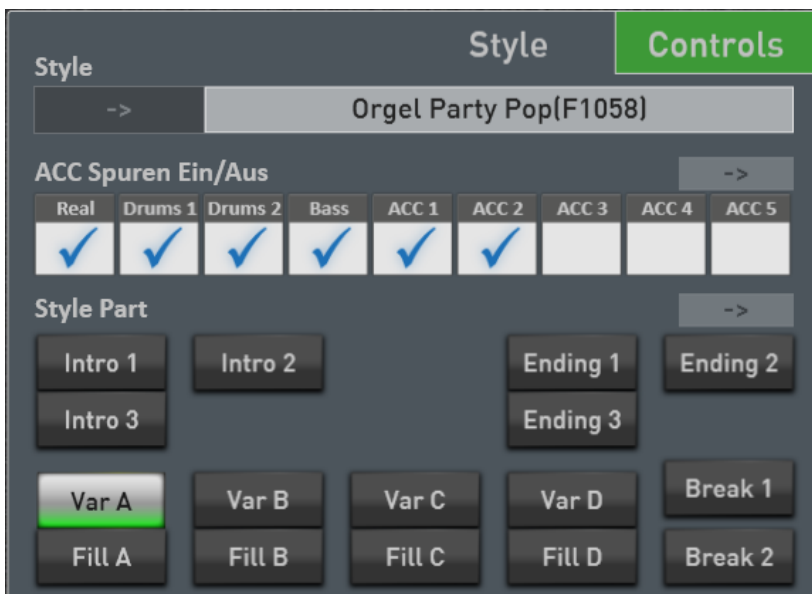 Style Controls
Style
-> Orgel Party Pop(F1058)
ACC Spuren Ein/Aus ->
Real Drums 1 Drums 2 Bass ACC 1 ACC 2 ACC 3 ACC 4 ACC 5
Style Part ->
Intro 1 Intro 2 Ending 1 Ending 2
Intro 3 Ending 3
Var A Var B Var C Var D Break 1
Fill A Fill B Fill C Fill D Break 2